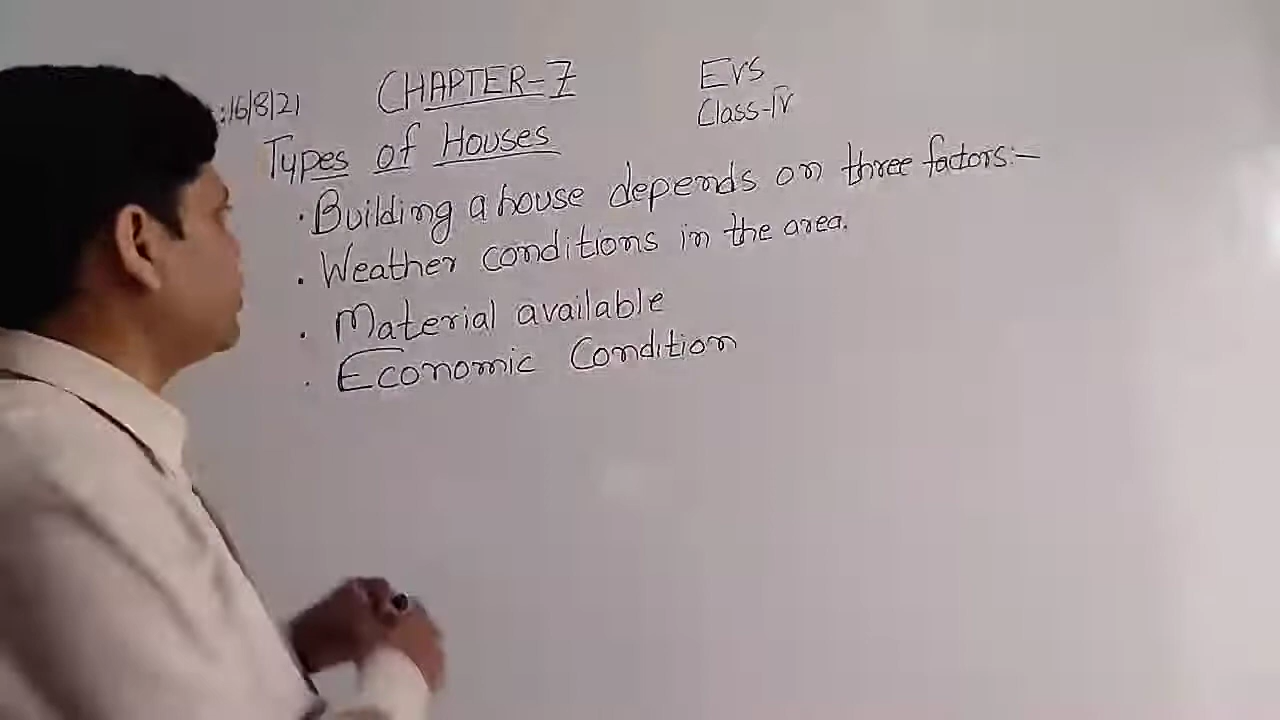 :16/8/21 CHAPTER-7 EVS
Class-IV
Types of Houses
· Building a house depends on three factors:-
· Weather conditions in the area.
· Material available
· Economic Condition